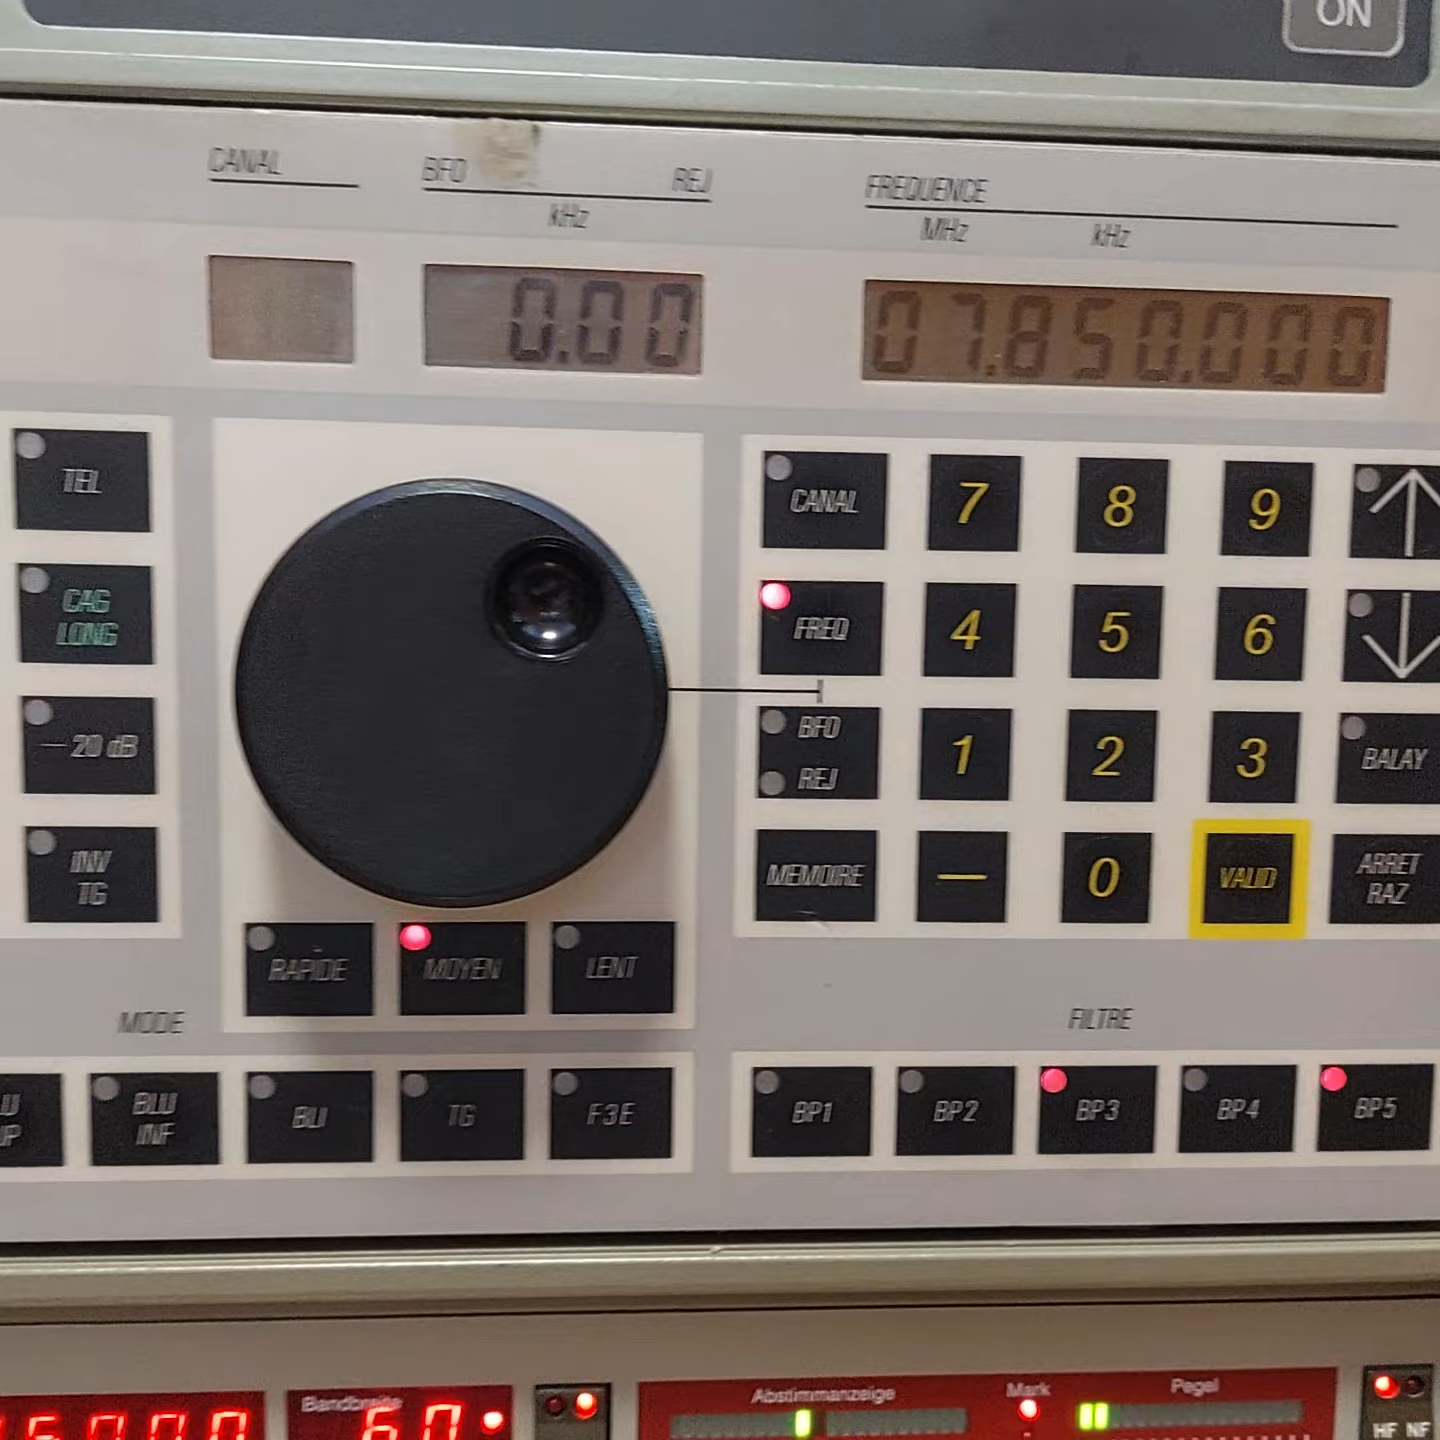 ON
CANAL
BFO REJ
kHz
FREQUENCE
MHz kHz
0.00
07.850.000
TEL
CAG
LONG
— 20 dB
INV
TG
CANAL 7 8 9
FREQ 4 5 6
BFO
REJ
1 2 3 BALAY
MEMOIRE — 0 VALID ARRET
RAZ
RAPIDE MOYEN LENT
MODE
FILTRE
BLU
INF
BLI TG F3E
BP1 BP2 BP3 BP4 BP5
5000
Bandbreite
60
Abstimmanzeige
Mark
Pegel
HF NF